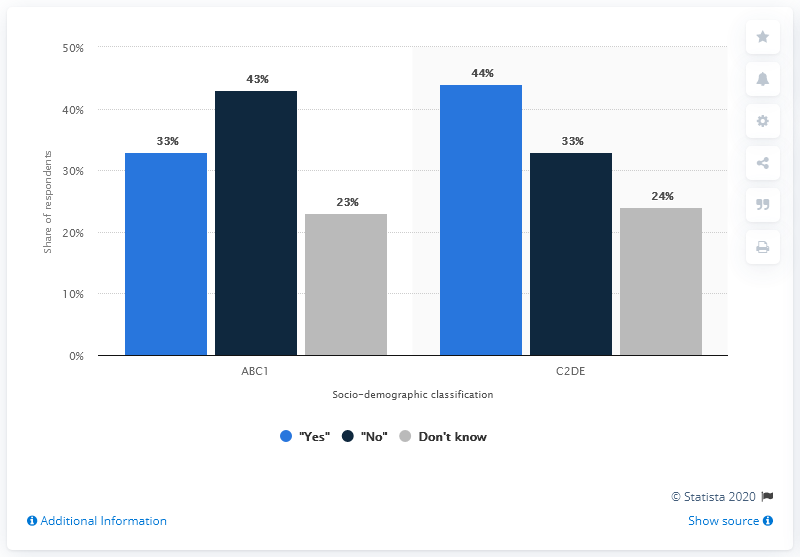 50%
40%
30%
20%
10%
0%
Share of respondents
33%
43%
23%
44%
33%
24%
ABC1
C2DE
Socio-demographic classification
"Yes"
"No"
Don't know
© Statista 2020
Additional Information
Show source